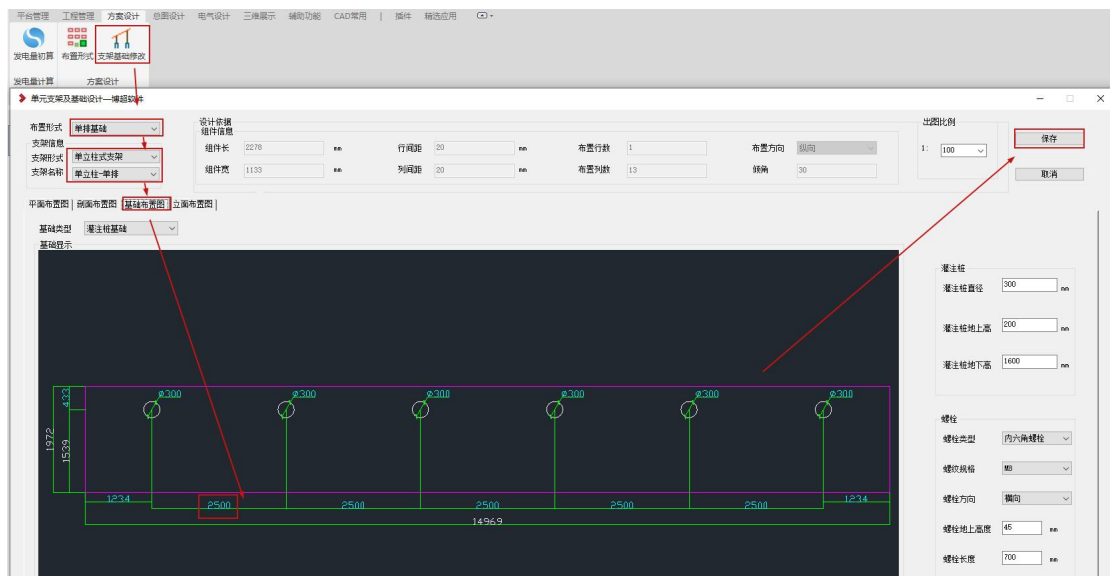 平台管理 工程管理 方案设计 总图设计 电气设计 三维展示 辅助功能 CAD常用 | 插件 精选应用
发电量初算 布置形式 支架基础修改
发电量计算 方案设计
单元支架及基础设计—博超软件
布置形式 单排基础
支架信息
支架形式 单立柱式支架
支架名称 单立柱-单排
设计依据
组件信息
组件长 2278 mm 行间距 20 mm 布置行数 1 布置方向 纵向
组件宽 1133 mm 列间距 20 mm 布置列数 13 倾角 30
出图比例
1: 100
保存
取消
平面布置图 剖面布置图 基础布置图 立面布置图
基础类型 灌注桩基础
基础显示
ø300 ø300 ø300 ø300 ø300 ø300
433
1972
1539
1234 2500 2500 2500 2500 2500 1234
14969
灌注桩
灌注桩直径 300 mm
灌注桩地上高 200 mm
灌注桩地下高 1600 mm
螺栓
螺栓类型 内六角螺栓
螺纹规格 M8
螺栓方向 横向
螺栓地上高度 45 mm
螺栓长度 700 mm